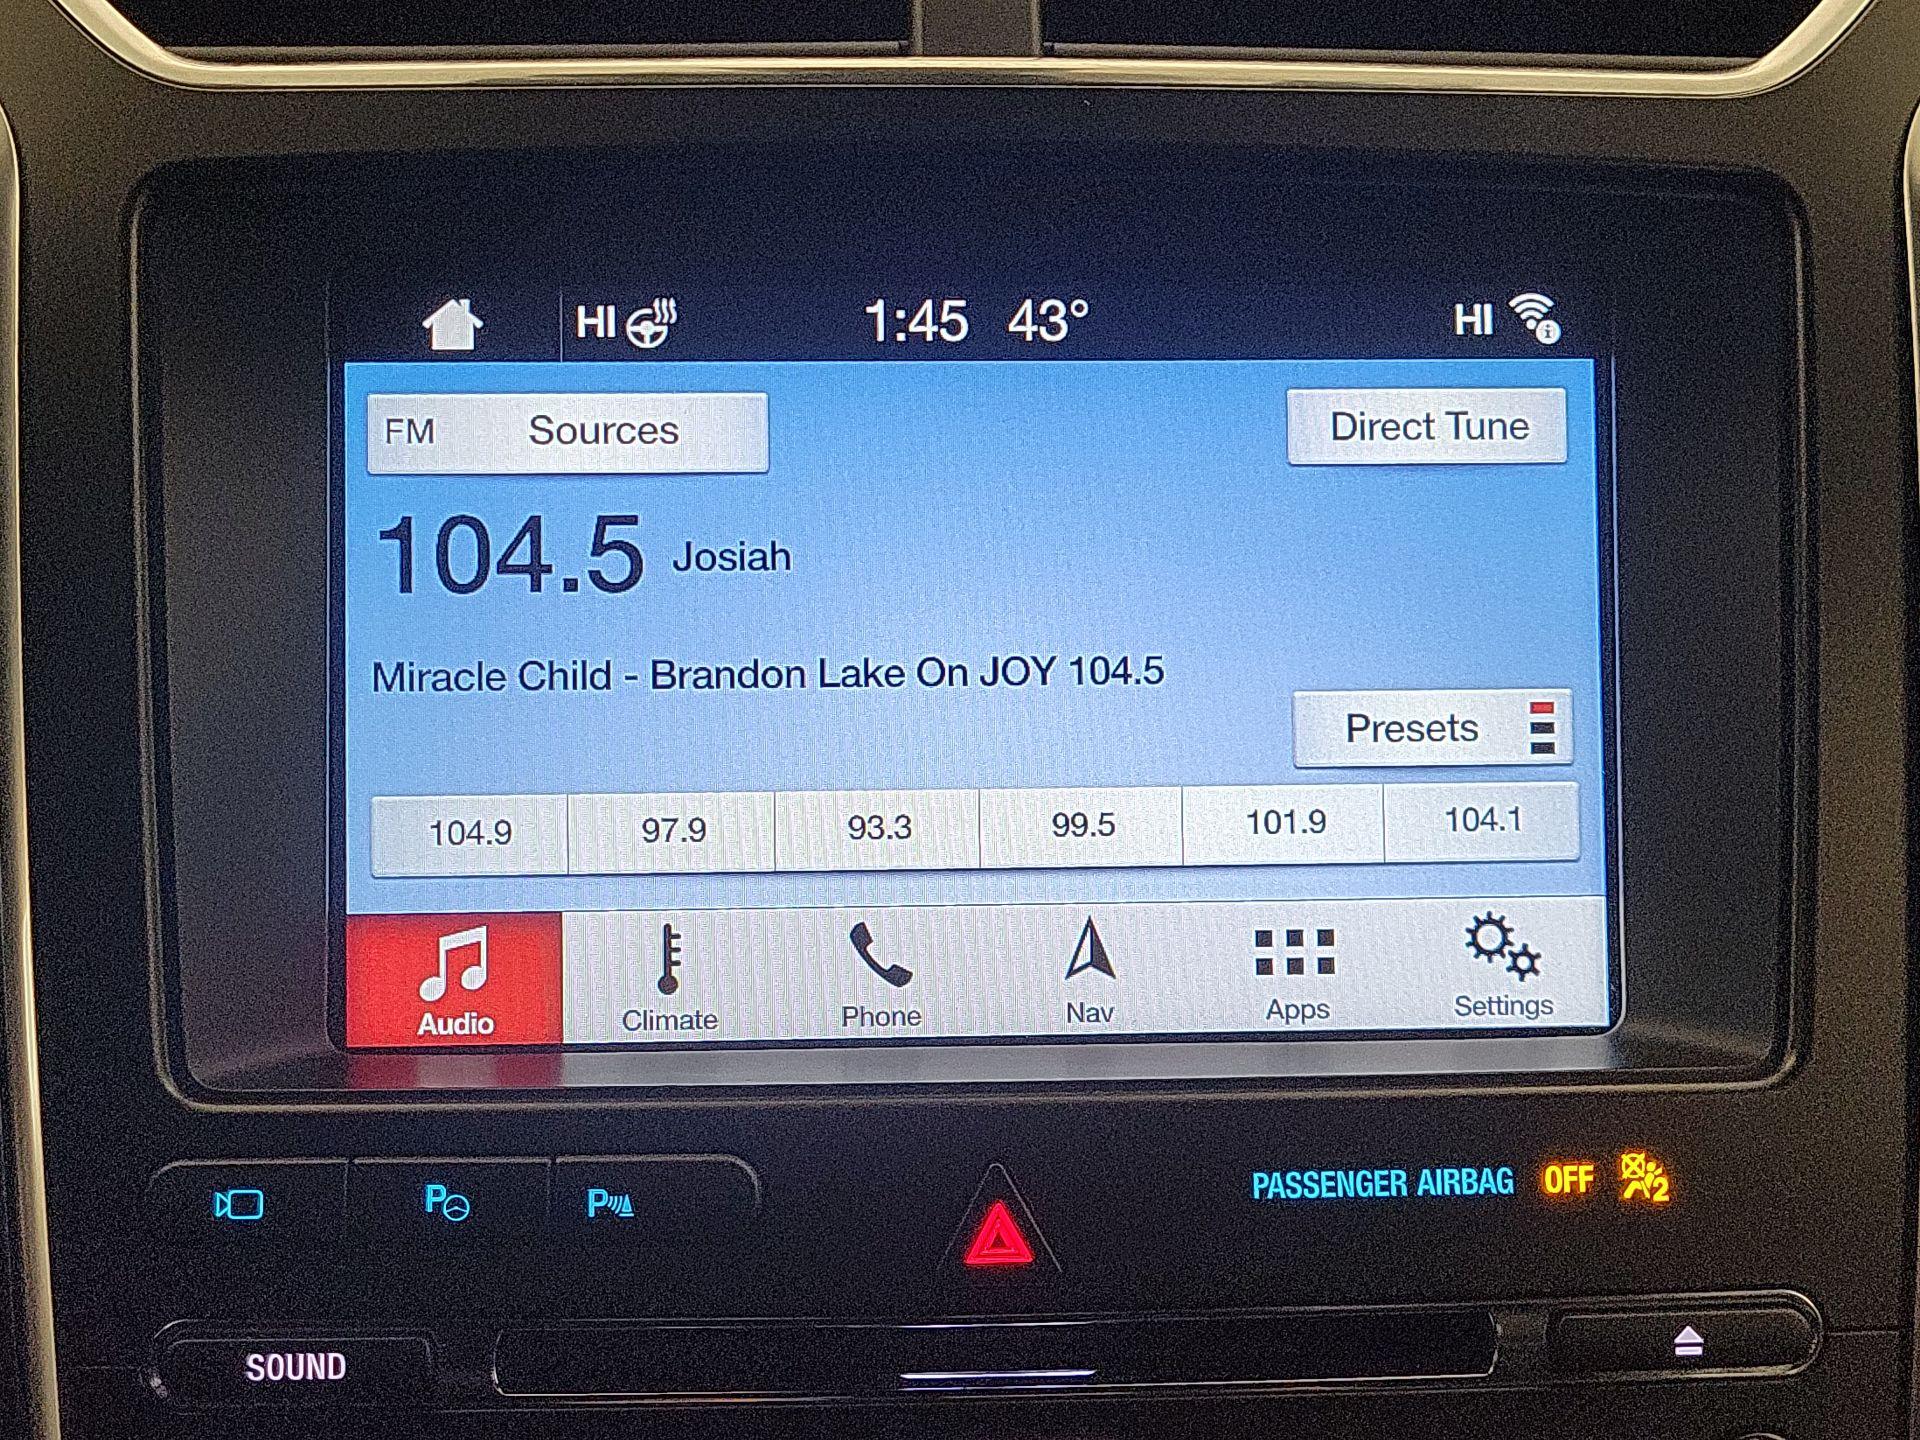 HI 1:45 43° HI
FM Sources Direct Tune
104.5 Josiah
Miracle Child - Brandon Lake On JOY 104.5
Presets
104.9 97.9 93.3 99.5 101.9 104.1
Audio Climate Phone Nav Apps Settings
P P PASSENGER AIRBAG OFF 2
SOUND